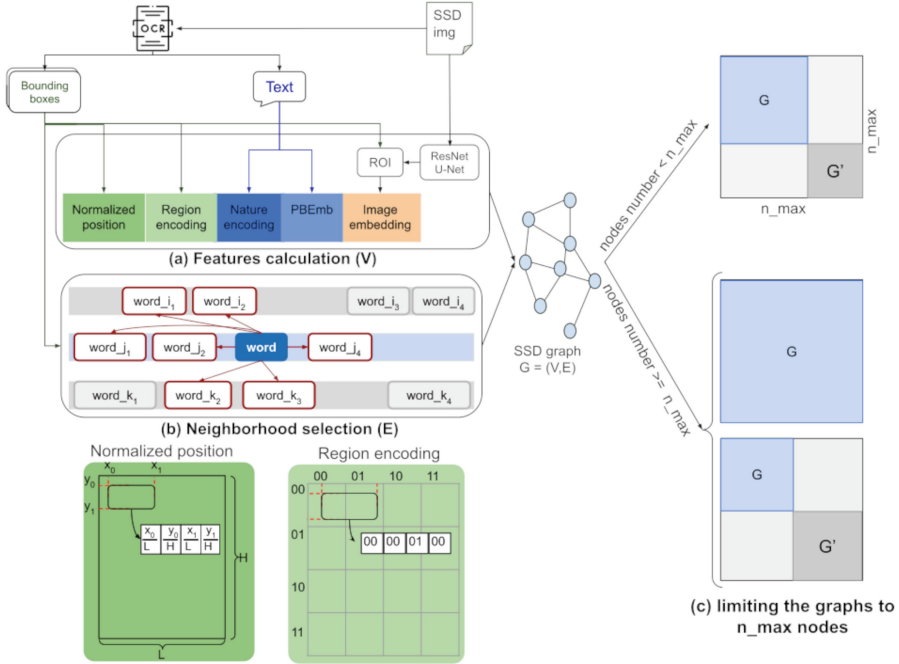 OCR
SSD
img
Bounding
boxes
Text
ROI
ResNet
U-Net
Normalized
position
Region
encoding
Nature
encoding
PBEmb
Image
embedding
(a) Features calculation (V)
word_i₁
word_i₂
word_i₃
word_i₄
word_j₁
word_j₂
word
word_j₄
word_k₁
word_k₂
word_k₃
word_k₄
(b) Neighborhood selection (E)
SSD graph
G = (V,E)
nodes number < n_max
nodes number >= n_max
G
G'
n_max
n_max
G
G
G'
(c) limiting the graphs to
n_max nodes
Normalized position
x₀ x₁
y₀
y₁
x₀/L y₀/H x₁/L y₁/H
H
L
Region encoding
00 01 10 11
00
01
10
11
00 00 01 00